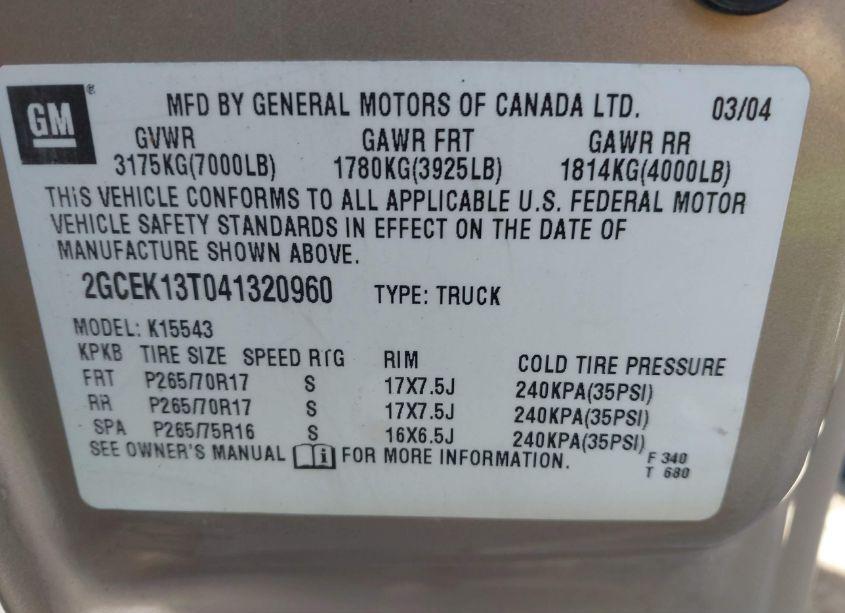 GM ®
MFD BY GENERAL MOTORS OF CANADA LTD. 03/04
GVWR GAWR FRT GAWR RR
3175KG(7000LB) 1780KG(3925LB) 1814KG(4000LB)
THIS VEHICLE CONFORMS TO ALL APPLICABLE U.S. FEDERAL MOTOR
VEHICLE SAFETY STANDARDS IN EFFECT ON THE DATE OF
MANUFACTURE SHOWN ABOVE.
2GCEK13T041320960 TYPE: TRUCK
MODEL: K15543
KPKB TIRE SIZE SPEED RTG RIM COLD TIRE PRESSURE
FRT P265/70R17 S 17X7.5J 240KPA(35PSI)
RR P265/70R17 S 17X7.5J 240KPA(35PSI)
SPA P265/75R16 S 16X6.5J 240KPA(35PSI)
SEE OWNER'S MANUAL i FOR MORE INFORMATION.
F 340
T 680